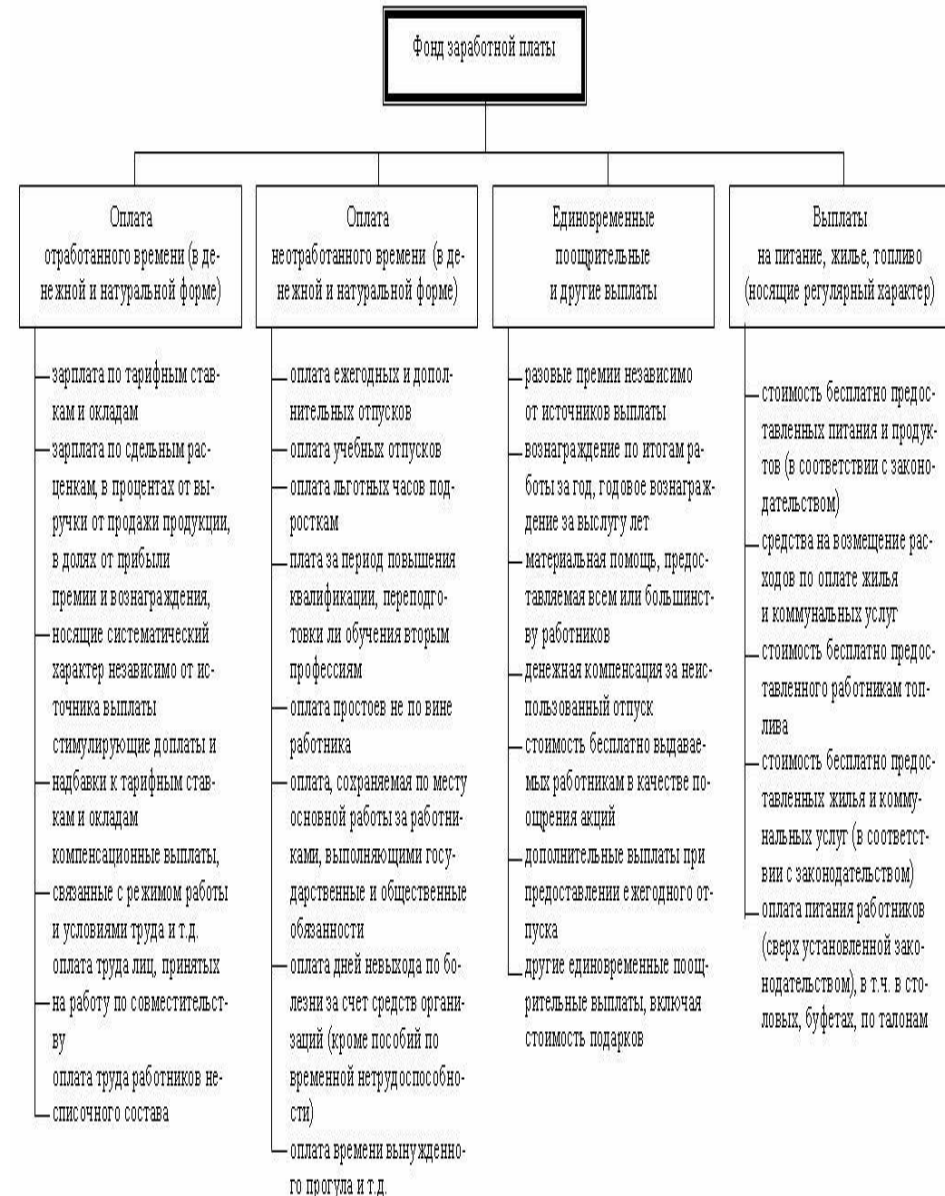 Фонд заработной платы
Оплата
отработанного времени (в де-
нежной и натуральной форме)
зарплата по тарифным став-
кам и окладам
зарплата по сдельным рас-
ценкам, в процентах от вы-
ручки от продажи продукции,
в долях от прибыли
премии и вознаграждения,
носящие систематический
характер независимо от ис-
точника выплаты
стимулирующие доплаты и
надбавки к тарифным став-
кам и окладам
компенсационные выплаты,
связанные с режимом работы
и условиями труда и т.д.
оплата труда лиц, принятых
на работу по совместительст-
ву
оплата труда работников не-
списочного состава
Оплата
неотработанного времени (в де-
нежной и натуральной форме)
оплата ежегодных и допол-
нительных отпусков
оплата учебных отпусков
оплата льготных часов под-
росткам
плата за период повышения
квалификации, переподго-
товки ли обучения вторым
профессиям
оплата простоев не по вине
работника
оплата, сохраняемая по месту
основной работы за работни-
ками, выполняющими госу-
дарственные и общественные
обязанности
оплата дней невыхода по бо-
лезни за счет средств органи-
заций (кроме пособий по
временной нетрудоспособно-
сти)
оплата времени вынужденно-
го прогула и т.д.
Единовременные
поощрительные
и другие выплаты
разовые премии независимо
от источников выплаты
вознаграждение по итогам ра-
боты за год, годовое вознаграж-
дение за выслугу лет
материальная помощь, предос-
тавляемая всем или большинст-
ву работников
денежная компенсация за неис-
пользованный отпуск
стоимость бесплатно выдавае-
мых работникам в качестве по-
ощрения акций
дополнительные выплаты при
предоставлении ежегодного от-
пуска
другие единовременные поощ-
рительные выплаты, включая
стоимость подарков
Выплаты
на питание, жилье, топливо
(носящие регулярный характер)
стоимость бесплатно предос-
тавленных питания и продук-
тов (в соответствии с законо-
дательством)
средства на возмещение рас-
ходов по оплате жилья
и коммунальных услуг
стоимость бесплатно предос-
тавленного работникам топ-
лива
стоимость бесплатно предос-
тавленных жилья и комму-
нальных услуг (в соответст-
вии с законодательством)
оплата питания работников
(сверх установленной зако-
нодательством), в т.ч. в сто-
ловых, буфетах, по талонам